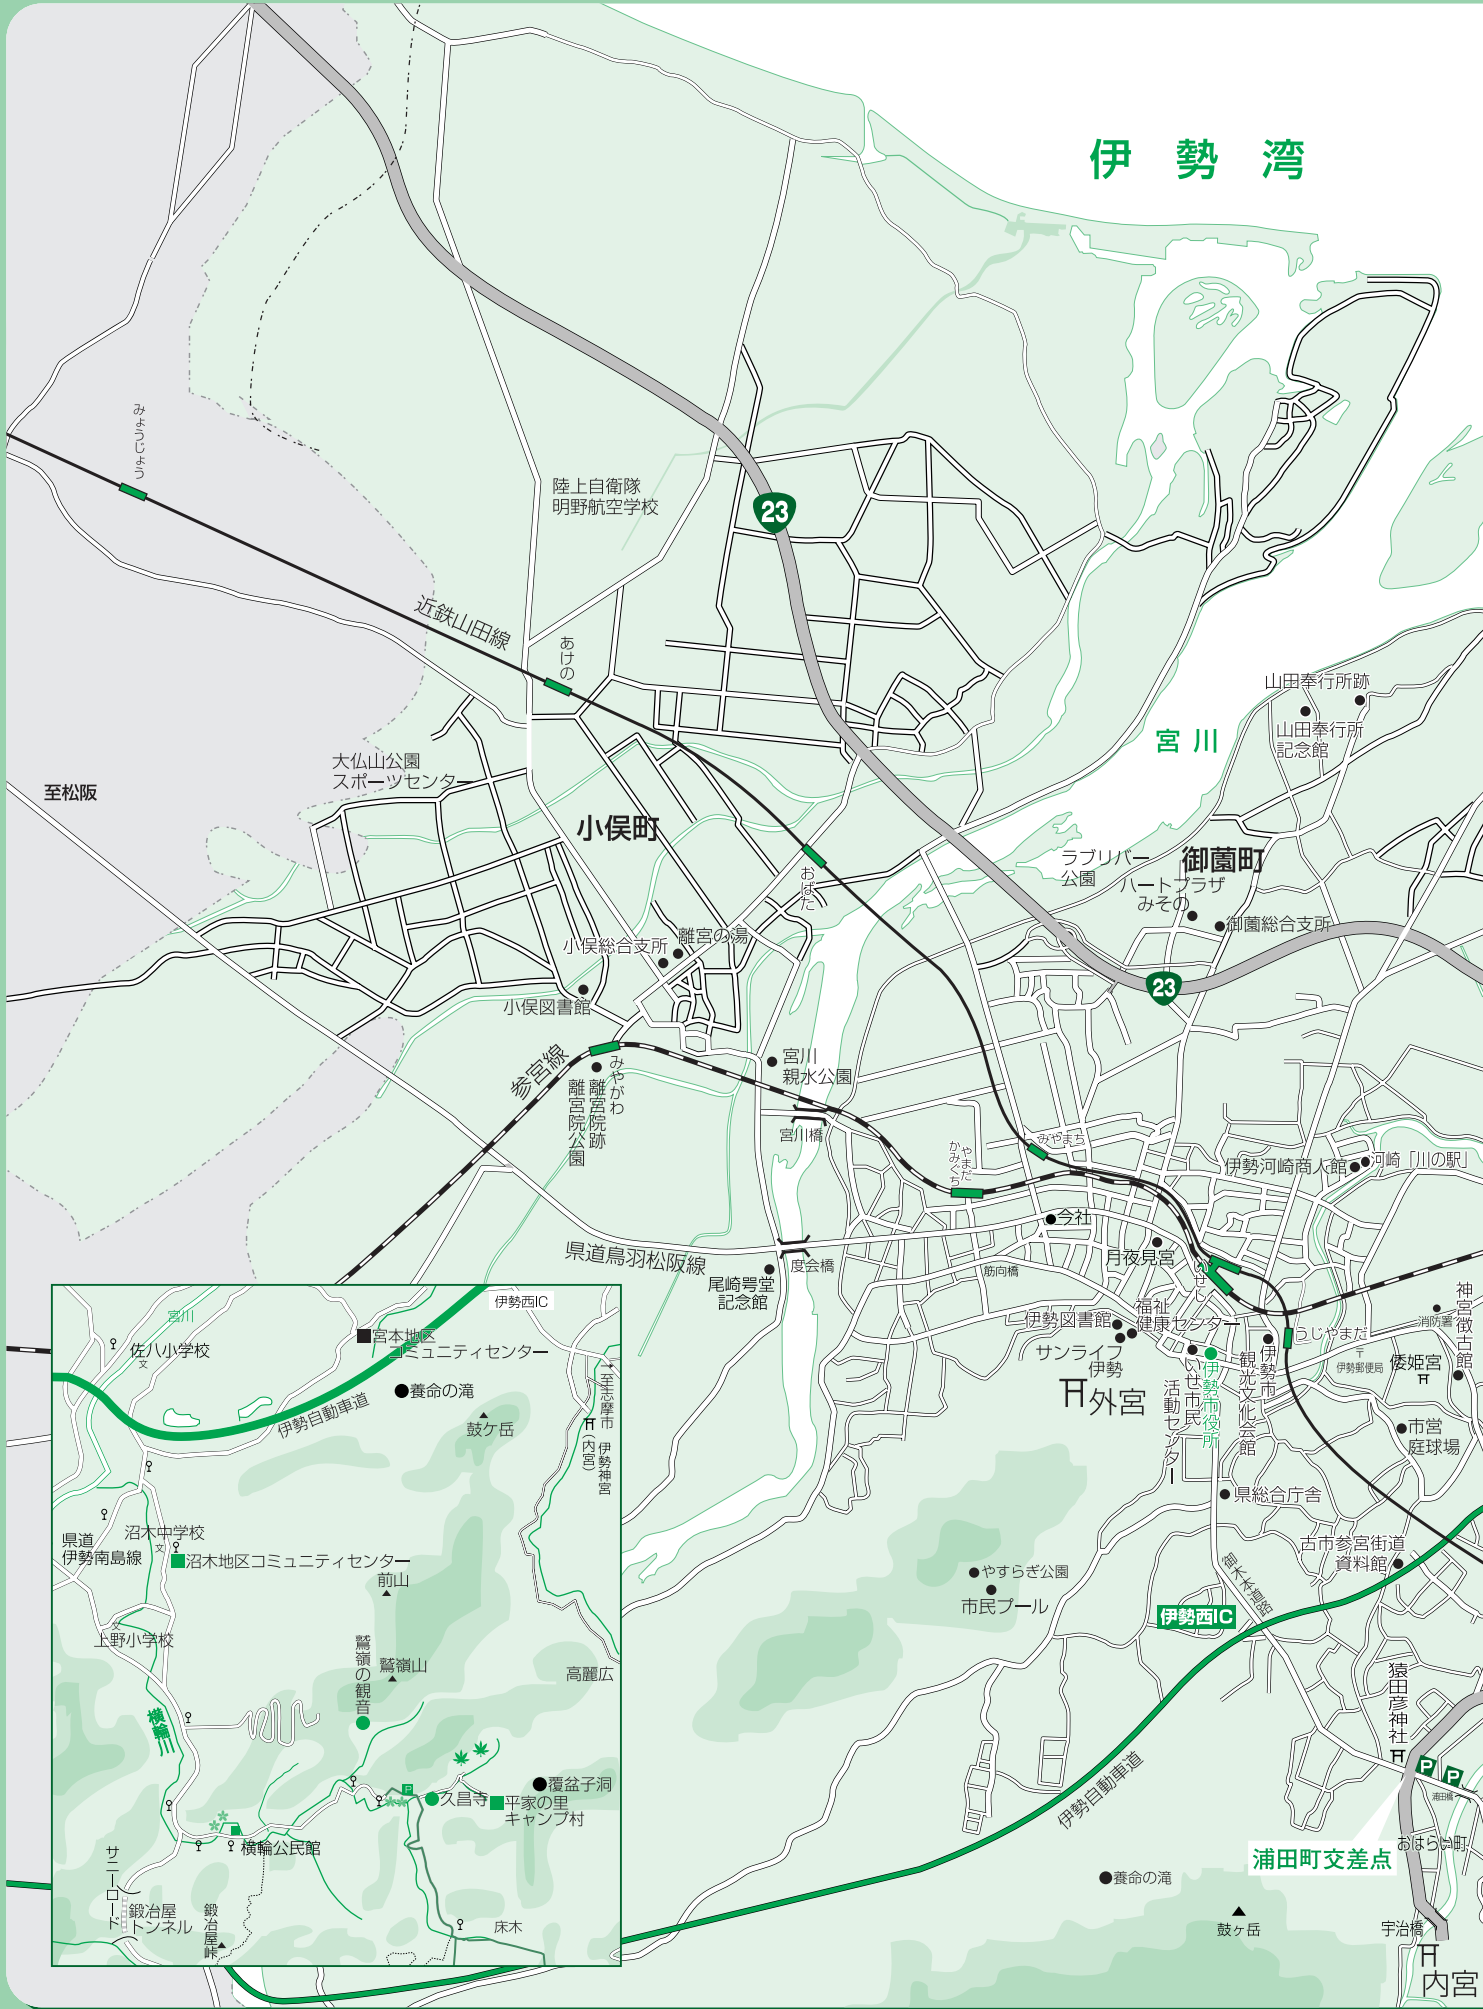 伊勢湾
みょうじょう
陸上自衛隊
明野航空学校
23
近鉄山田線
あけの
山田奉行所跡
山田奉行所
記念館
宮川
大仏山公園
スポーツセンター
至松阪
小俣町
おばた
ラブリバー
公園
御薗町
ハートプラザ
みその
御薗総合支所
小俣総合支所
離宮の湯
小俣図書館
23
参宮線
みやがわ
離宮院跡
離宮院公園
宮川
親水公園
宮川橋
みやまち
やまだ
かみぐち
伊勢河崎商人館
河崎「川の駅」
今社
月夜見宮
県道鳥羽松阪線
度会橋
尾崎咢堂
記念館
筋向橋
いせし
伊勢図書館
福祉
健康センター
サンライフ
伊勢
外宮
いせ市民
活動センター
伊勢市役所
伊勢市
観光文化会館
うじやまだ
消防署
伊勢郵便局
倭姫宮
神宮徴古館
市営
庭球場
県総合庁舎
古市参宮街道
資料館
やすらぎ公園
市民プール
御木本道路
伊勢西IC
猿田彦神社
P
P
浦田橋
伊勢自動車道
おはらい町
浦田町交差点
養命の滝
鼓ヶ岳
宇治橋
内宮
伊勢西IC
宮川
佐八小学校
文
宮本地区
コミュニティセンター
養命の滝
伊勢自動車道
鼓ケ岳
至志摩市
伊勢神宮
(内宮)
県道
伊勢南島線
沼木中学校
文
沼木地区コミュニティセンター
前山
文
上野小学校
鷲嶺の観音
鷲嶺山
高麗広
横輪川
P
久昌寺
覆盆子洞
平家の里
キャンプ村
横輪公民館
サニーロード
鍛冶屋
トンネル
鍛冶屋峠
床木